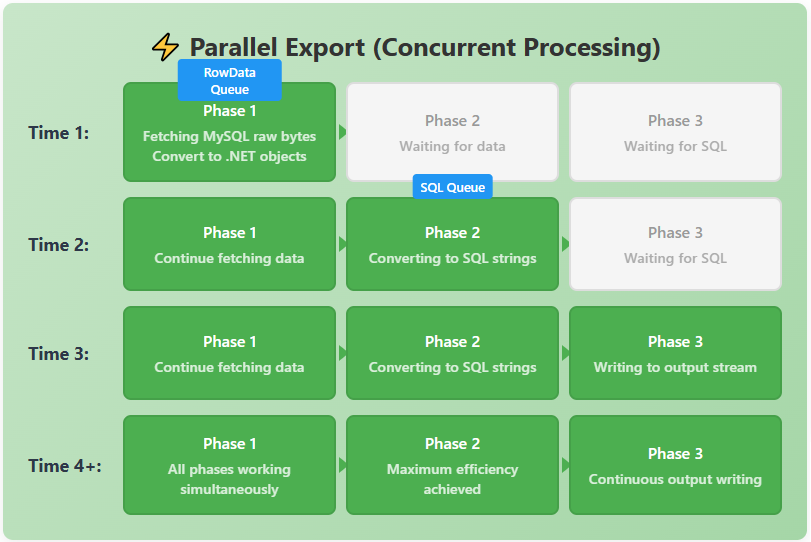 ⚡ Parallel Export (Concurrent Processing)
RowData
Queue
Time 1:
Phase 1
Fetching MySQL raw bytes
Convert to .NET objects
Phase 2
Waiting for data
Phase 3
Waiting for SQL
SQL Queue
Time 2:
Phase 1
Continue fetching data
Phase 2
Converting to SQL strings
Phase 3
Waiting for SQL
Time 3:
Phase 1
Continue fetching data
Phase 2
Converting to SQL strings
Phase 3
Writing to output stream
Time 4+:
Phase 1
All phases working
simultaneously
Phase 2
Maximum efficiency
achieved
Phase 3
Continuous output writing